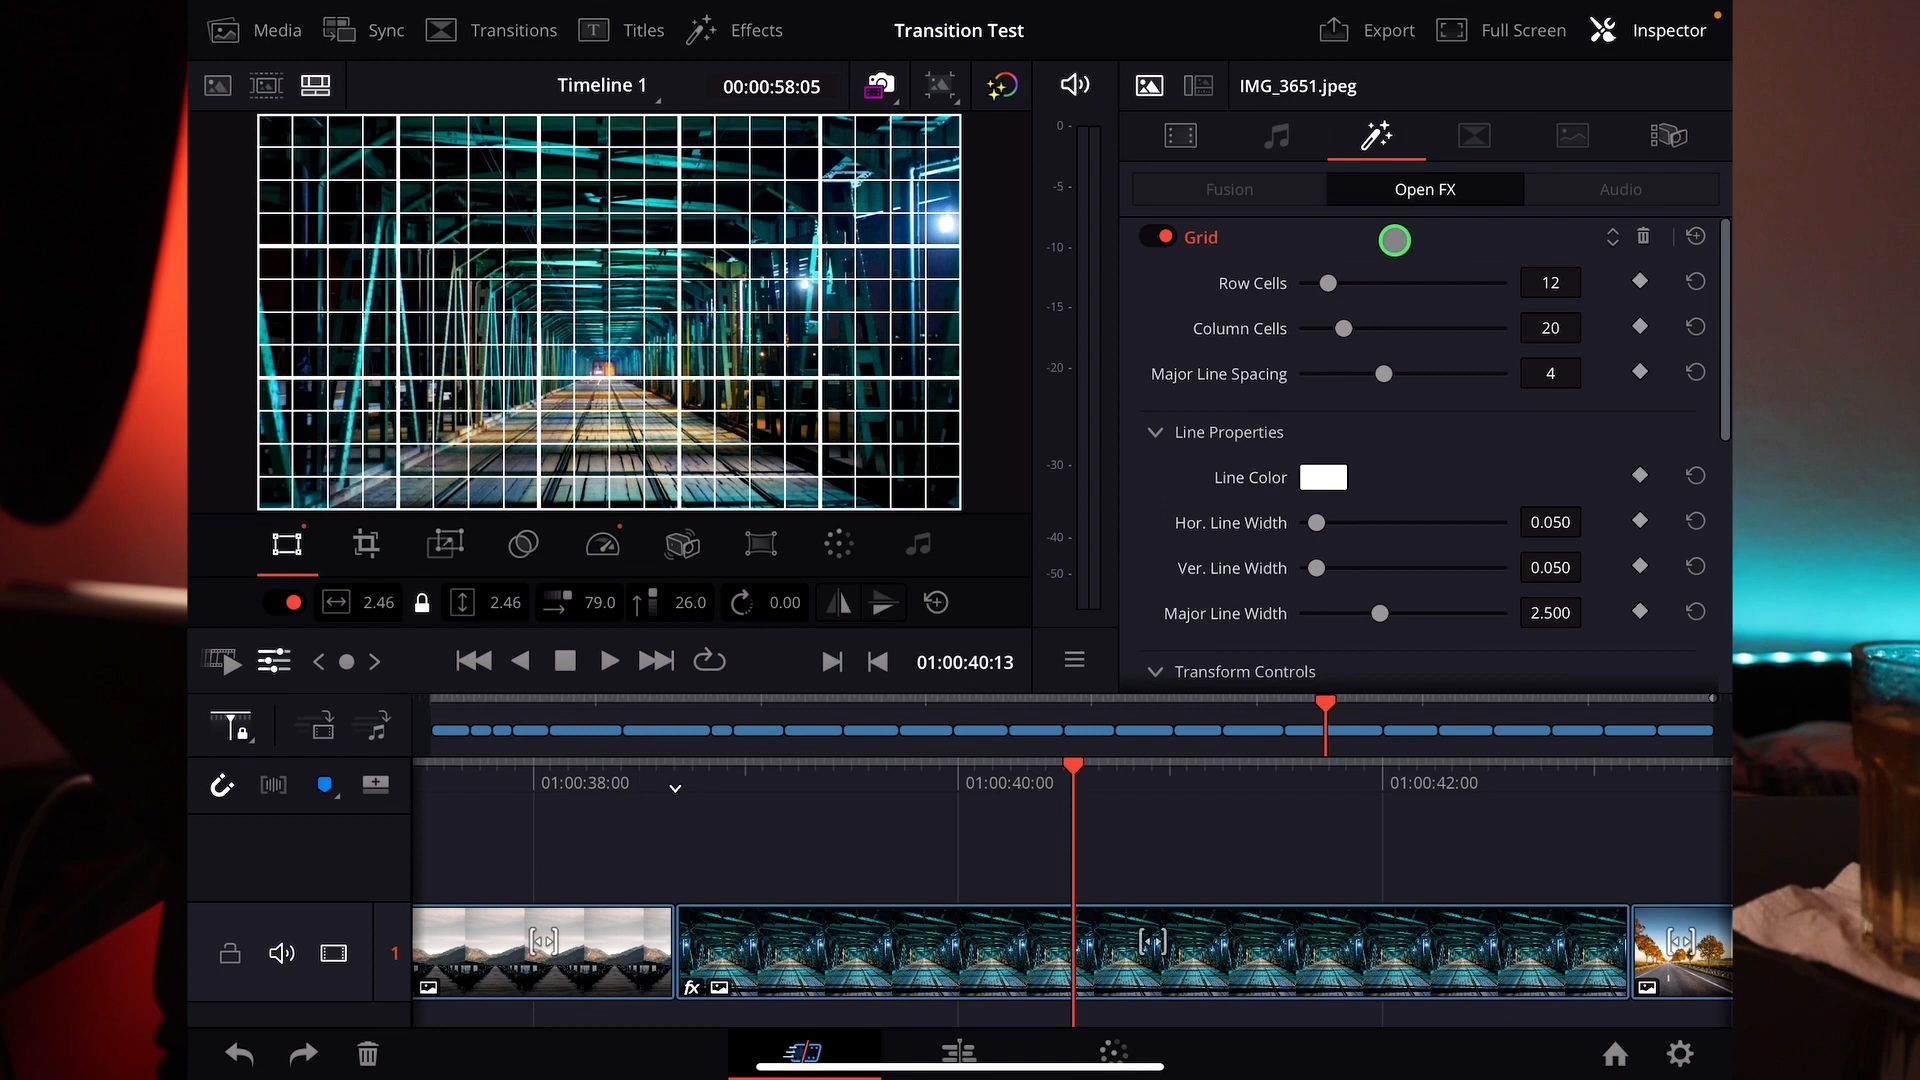 Media
Sync
Transitions
T
Titles
Effects
Transition Test
Export
Full Screen
Inspector
Timeline 1
00:00:58:05
IMG_3651.jpeg
0
-5
-10
-15
-20
-30
-40
-50
Fusion
Open FX
Audio
Grid
Row Cells
12
Column Cells
20
Major Line Spacing
4
Line Properties
Line Color
Hor. Line Width
0.050
Ver. Line Width
0.050
Major Line Width
2.500
Transform Controls
2.46
2.46
79.0
26.0
0.00
01:00:40:13
01:00:38:00
01:00:40:00
01:00:42:00
1
fx